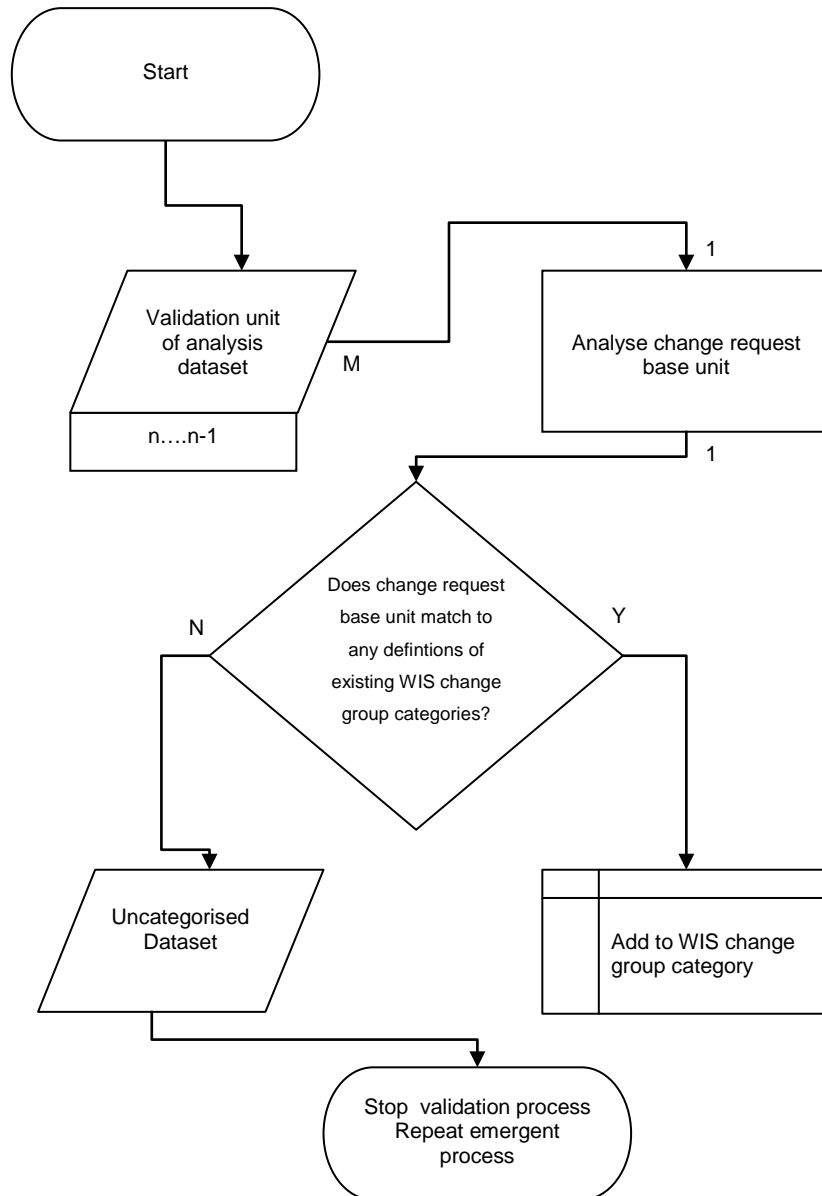 Start
1
Validation unit
of analysis
dataset
M
Analyse change request
base unit
n....n-1
1
Does change request
base unit match to
any defintions of
existing WIS change
group categories?
N
Y
Uncategorised
Dataset
Add to WIS change
group category
Stop validation process
Repeat emergent
process